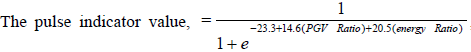 The pulse indicator value, = 1 / (1 + e^(−23.3+14.6(PGV Ratio)+20.5(energy Ratio)))